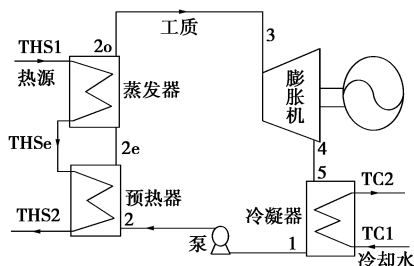 THS1
2o
工质
3
热源
蒸发器
膨胀机
THSe
2e
4
5
TC2
预热器
THS2
2
泵
1
冷凝器
TC1
冷却水